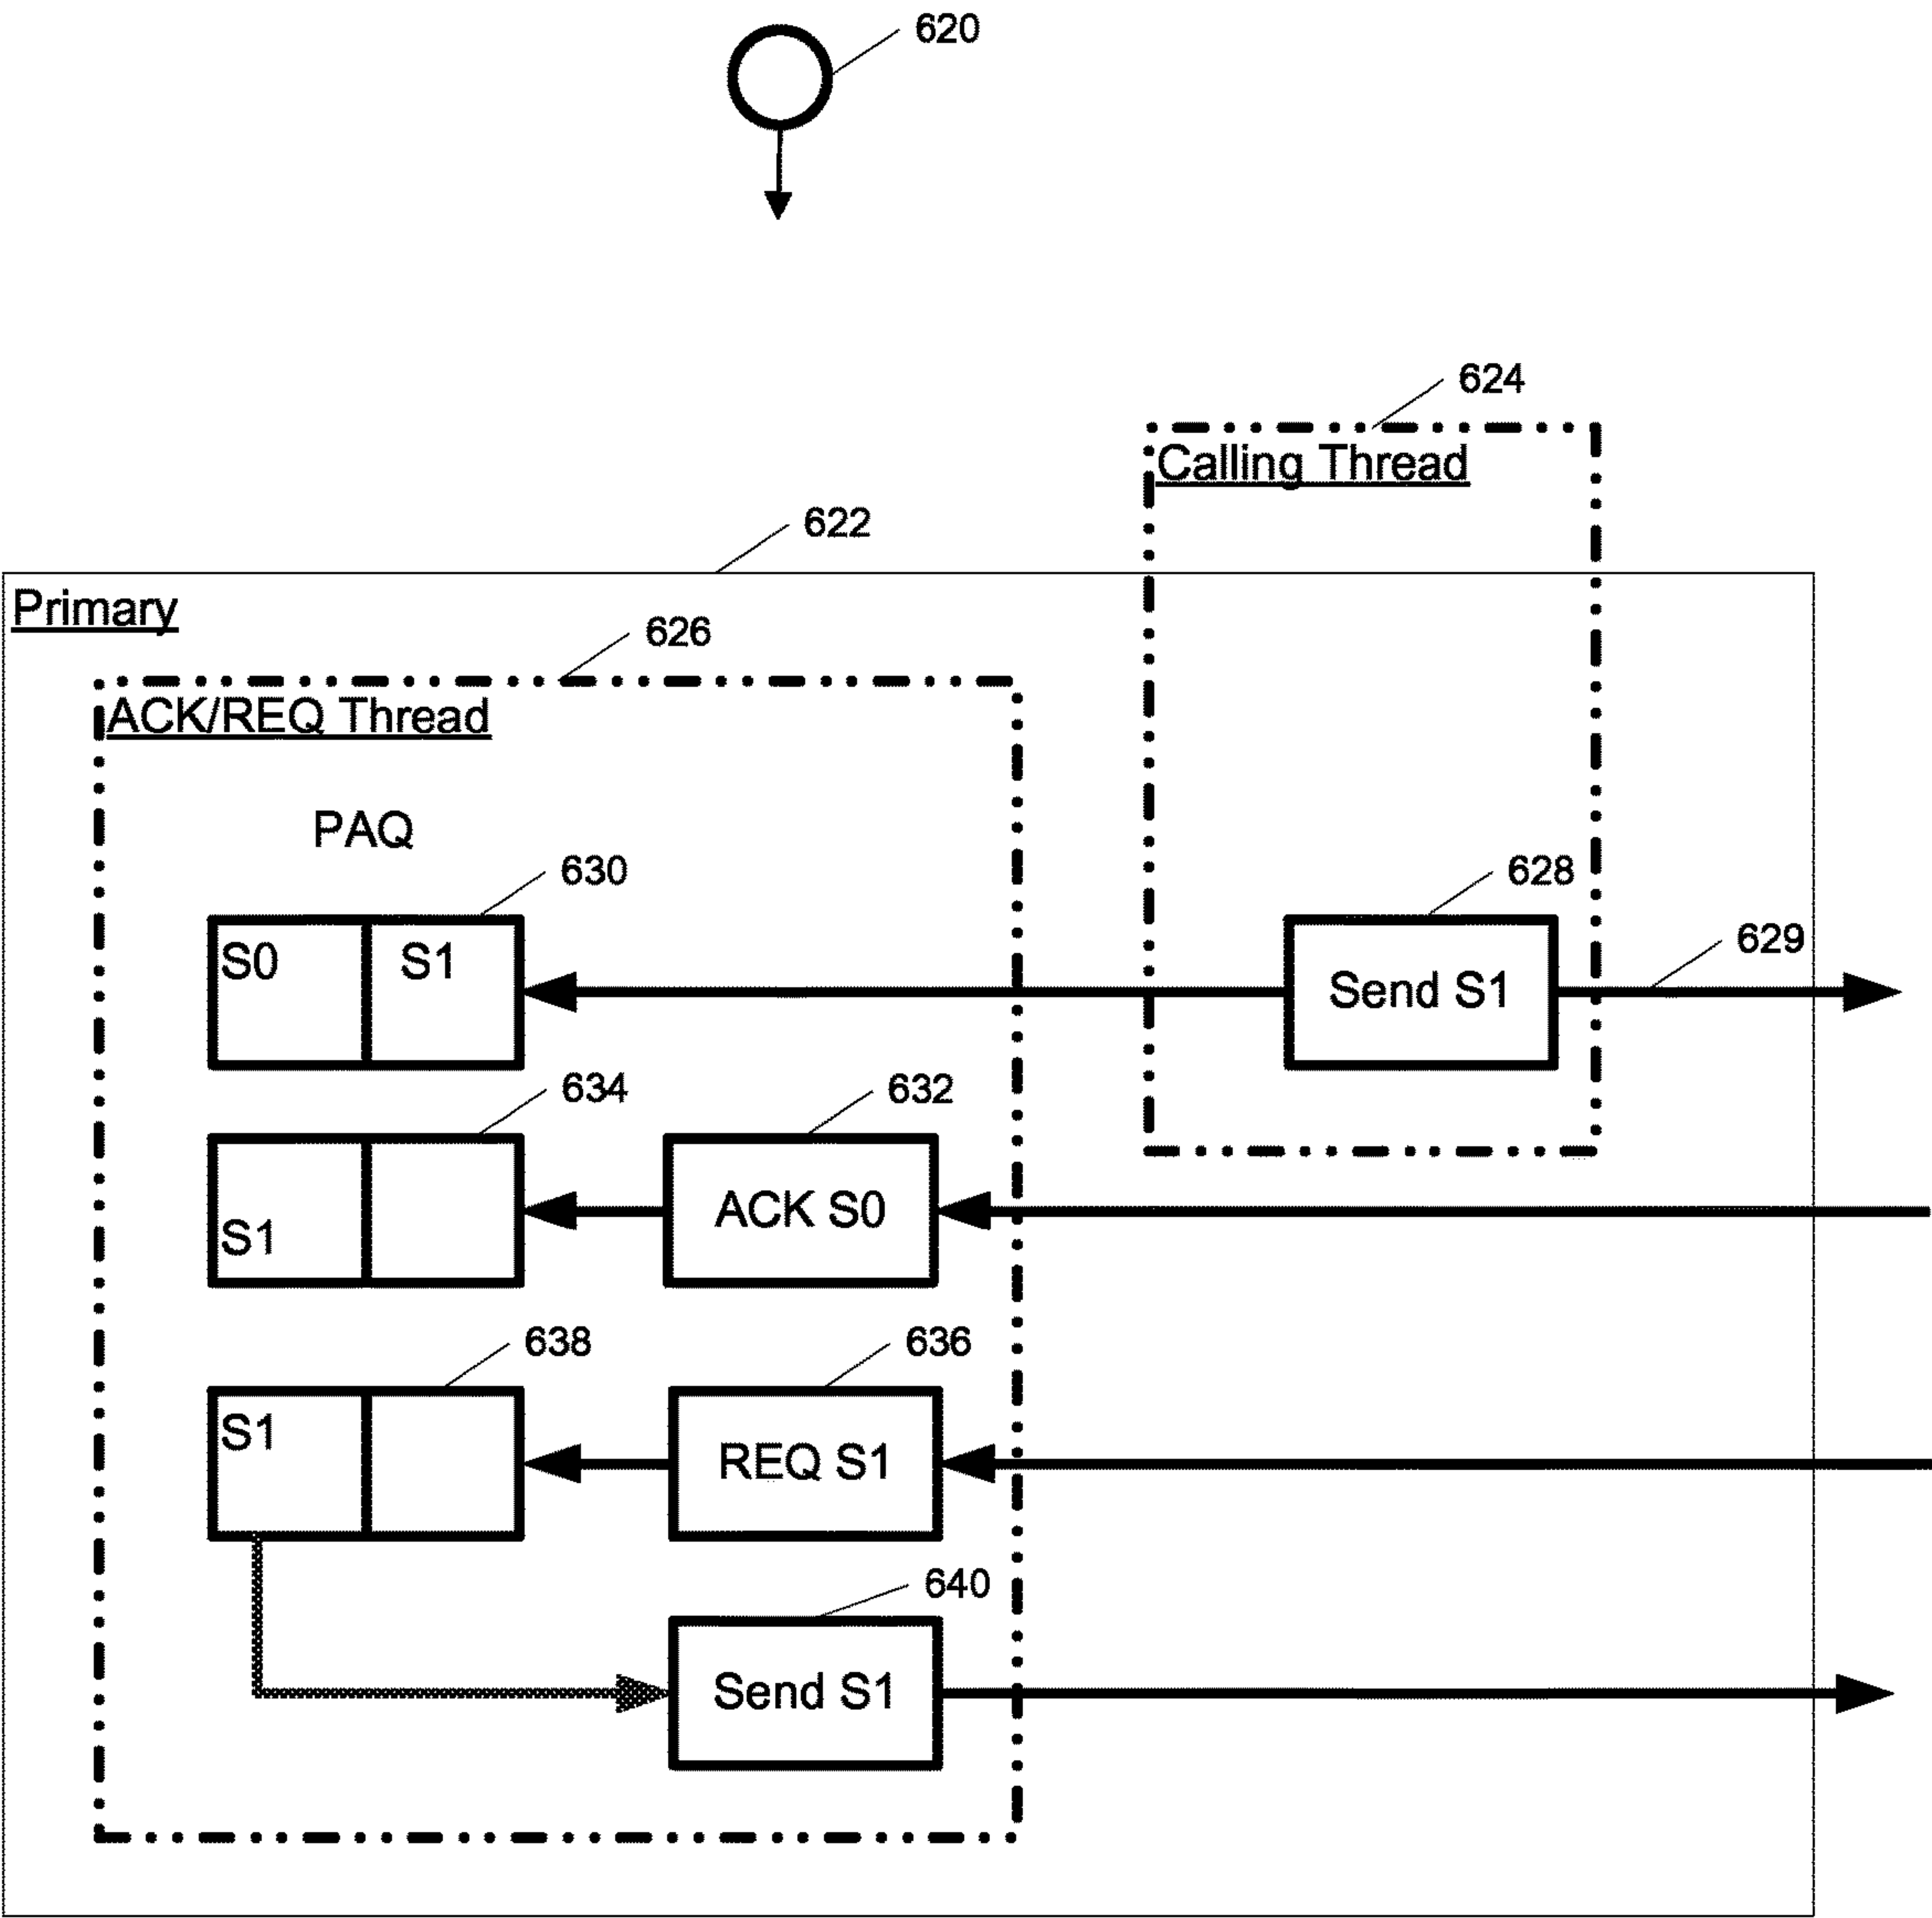 620
624
Calling Thread
622
Primary
626
ACK/REQ Thread
PAQ
630
628
629
S0 S1
Send S1
634
632
S1
ACK S0
638
636
S1
REQ S1
640
Send S1